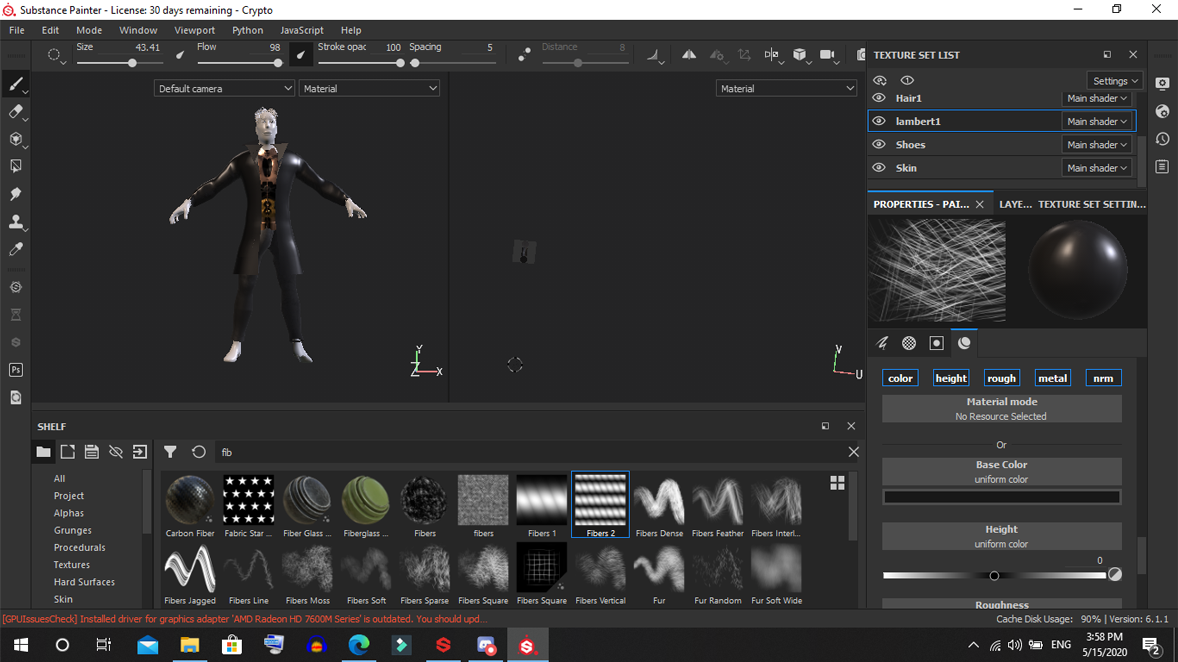 Substance Painter - License: 30 days remaining - Crypto
File Edit Mode Window Viewport Python JavaScript Help
Size 43.41 Flow 98 Stroke opac 100 Spacing 5 Distance 8
Default camera Material Material
Y
Z X
V
U
TEXTURE SET LIST
Settings
Hair1 Main shader
lambert1 Main shader
Shoes Main shader
Skin Main shader
PROPERTIES - PAI... LAYE... TEXTURE SET SETTIN...
color height rough metal nrm
Material mode
No Resource Selected
Or
Base Color
uniform color
Height
uniform color
0
Roughness
SHELF
fib
All
Project
Alphas
Grunges
Procedurals
Textures
Hard Surfaces
Skin
Carbon Fiber Fabric Star ... Fiber Glass ... Fiberglass ... Fibers fibers Fibers 1 Fibers 2 Fibers Dense Fibers Feather Fibers Interl...
Fibers Jagged Fibers Line Fibers Moss Fibers Soft Fibers Sparse Fibers Square Fibers Square Fibers Vertical Fur Fur Random Fur Soft Wide
[GPUIssuesCheck] Installed driver for graphics adapter 'AMD Radeon HD 7600M Series' is outdated. You should upd...
Cache Disk Usage: 90% | Version: 6.1.1
Ps
ENG
3:58 PM
5/15/2020
2